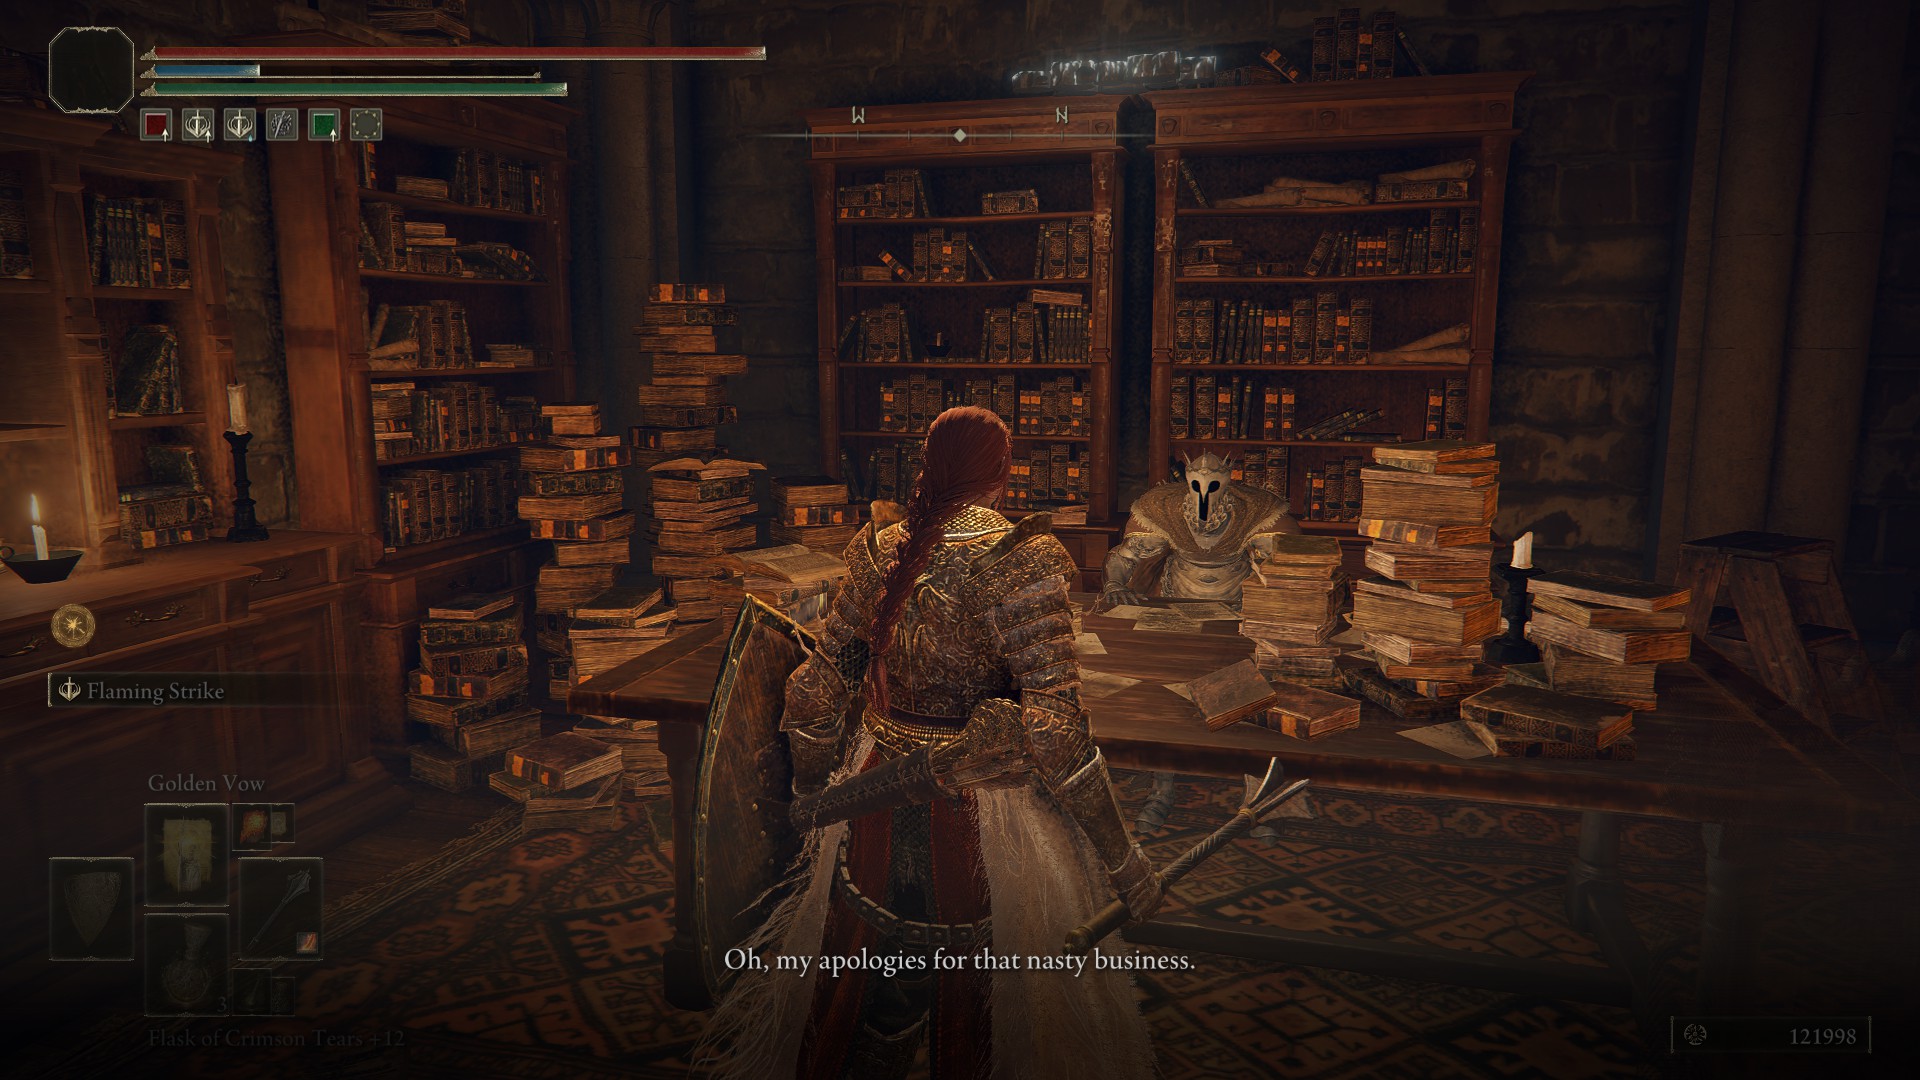 W
N
Flaming Strike
Golden Vow
3
Flask of Crimson Tears +12
Oh, my apologies for that nasty business.
121998